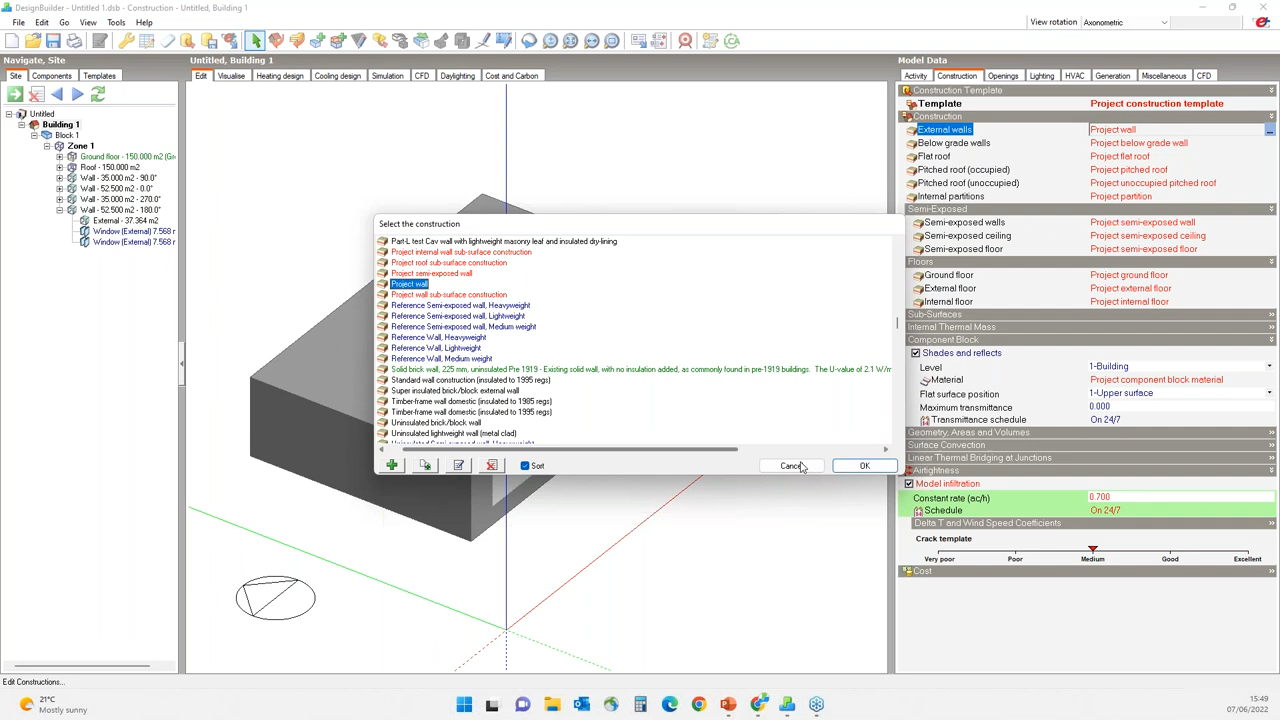 DesignBuilder - Untitled 1.dsb - Construction - Untitled, Building 1
File Edit Go View Tools Help
View rotation Axonometric
Navigate, Site
Site Components Templates
Untitled
Building 1
Block 1
Zone 1
Ground floor - 150.000 m2 (Gr
Roof - 150.000 m2
Wall - 35.000 m2 - 90.0°
Wall - 52.500 m2 - 0.0°
Wall - 35.000 m2 - 270.0°
Wall - 52.500 m2 - 180.0°
External - 37.364 m2
Window (External) 7.568 r
Window (External) 7.568 r
Untitled, Building 1
Edit Visualise Heating design Cooling design Simulation CFD Daylighting Cost and Carbon
Select the construction
Part-L test Cav wall with lightweight masonry leaf and insulated dry-lining
Project internal wall sub-surface construction
Project roof sub-surface construction
Project semi-exposed wall
Project wall
Project wall sub-surface construction
Reference Semi-exposed wall, Heavyweight
Reference Semi-exposed wall, Lightweight
Reference Semi-exposed wall, Medium weight
Reference Wall, Heavyweight
Reference Wall, Lightweight
Reference Wall, Medium weight
Solid brick wall, 225 mm, uninsulated Pre 1919 - Existing solid wall, with no insulation added, as commonly found in pre-1919 buildings. The U-value of 2.1 W/m
Standard wall construction (insulated to 1995 regs)
Super insulated brick/block external wall
Timber-frame wall domestic (insulated to 1985 regs)
Timber-frame wall domestic (insulated to 1995 regs)
Uninsulated brick/block wall
Uninsulated lightweight wall (metal clad)
Sort
Cancel
OK
Model Data
Activity Construction Openings Lighting HVAC Generation Miscellaneous CFD
Construction Template
Template Project construction template
Construction
External walls Project wall
Below grade walls Project below grade wall
Flat roof Project flat roof
Pitched roof (occupied) Project pitched roof
Pitched roof (unoccupied) Project unoccupied pitched roof
Internal partitions Project partition
Semi-Exposed
Semi-exposed walls Project semi-exposed wall
Semi-exposed ceiling Project semi-exposed ceiling
Semi-exposed floor Project semi-exposed floor
Floors
Ground floor Project ground floor
External floor Project external floor
Internal floor Project internal floor
Sub-Surfaces
Internal Thermal Mass
Component Block
Shades and reflects
Level 1-Building
Material Project component block material
Flat surface position 1-Upper surface
Maximum transmittance 0.000
Transmittance schedule On 24/7
Geometry, Areas and Volumes
Surface Convection
Linear Thermal Bridging at Junctions
Airtightness
Model infiltration
Constant rate (ac/h) 0.700
Schedule On 24/7
Delta T and Wind Speed Coefficients
Crack template
Very poor Poor Medium Good Excellent
Cost
Edit Constructions...
21°C
Mostly sunny
15:49
07/06/2022